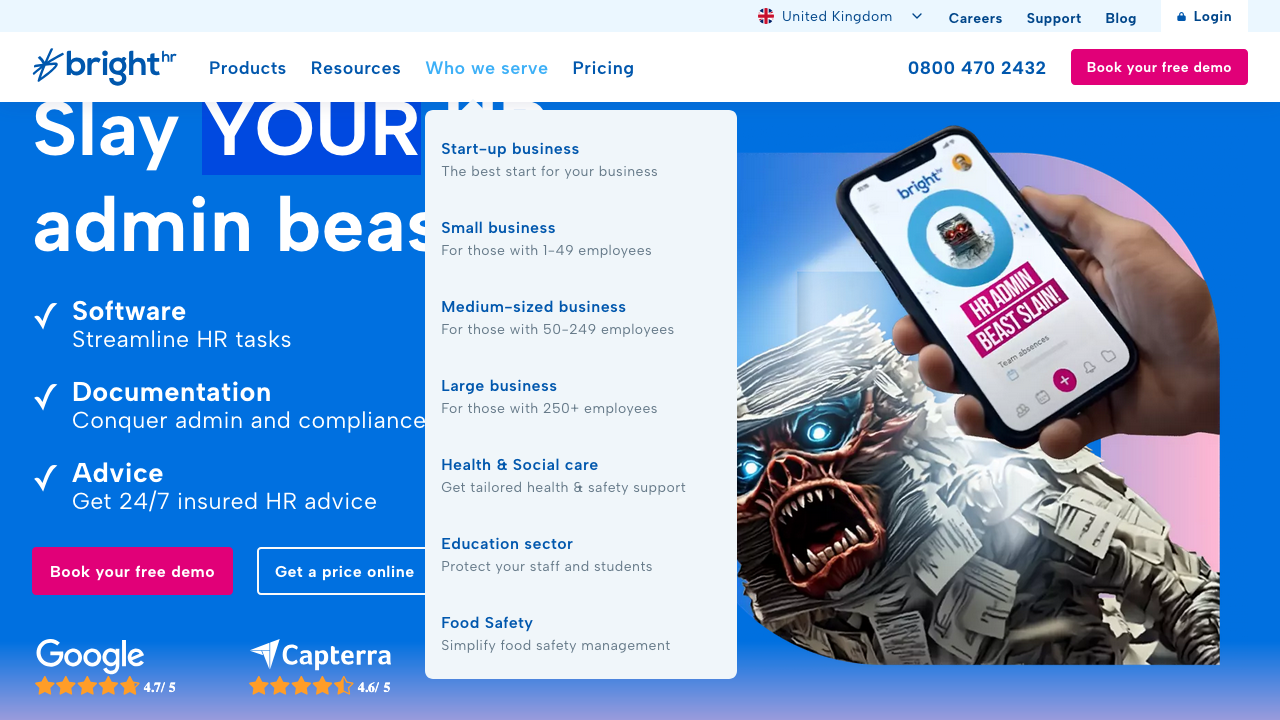 United Kingdom
Careers
Support
Blog
Login
bright hr
Products
Resources
Who we serve
Pricing
0800 470 2432
Book your free demo
Slay YOUR HR
admin beas
Software
Streamline HR tasks
Documentation
Conquer admin and compliance
Advice
Get 24/7 insured HR advice
Book your free demo
Get a price online
Google
4.7/ 5
Capterra
4.6/ 5
Start-up business
The best start for your business
Small business
For those with 1-49 employees
Medium-sized business
For those with 50-249 employees
Large business
For those with 250+ employees
Health & Social care
Get tailored health & safety support
Education sector
Protect your staff and students
Food Safety
Simplify food safety management
bright hr
HR ADMIN
BEAST SLAIN!
Team absences